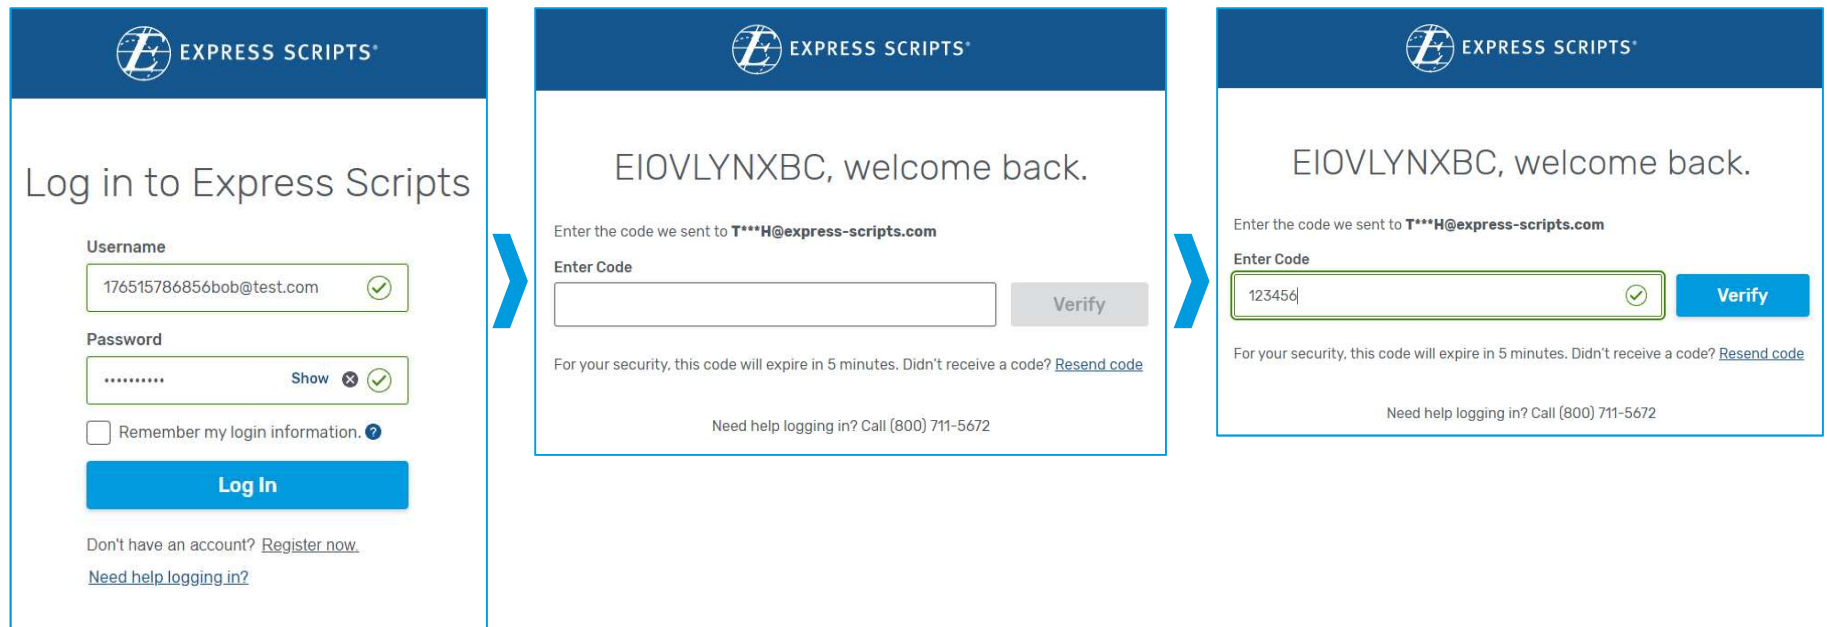 EXPRESS SCRIPTS®
Log in to Express Scripts
Username
176515786856bob@test.com
Password
••••••••••
Show
Remember my login information.
Log In
Don't have an account? Register now.
Need help logging in?
EXPRESS SCRIPTS®
EIOVLYNXBC, welcome back.
Enter the code we sent to T***H@express-scripts.com
Enter Code
Verify
For your security, this code will expire in 5 minutes. Didn't receive a code? Resend code
Need help logging in? Call (800) 711-5672
EXPRESS SCRIPTS®
EIOVLYNXBC, welcome back.
Enter the code we sent to T***H@express-scripts.com
Enter Code
123456
Verify
For your security, this code will expire in 5 minutes. Didn't receive a code? Resend code
Need help logging in? Call (800) 711-5672